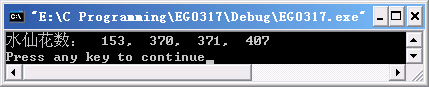 "E:\C Programming\EG0317\Debug\EG0317.exe"
水仙花数:  153,  370,  371,  407
Press any key to continue